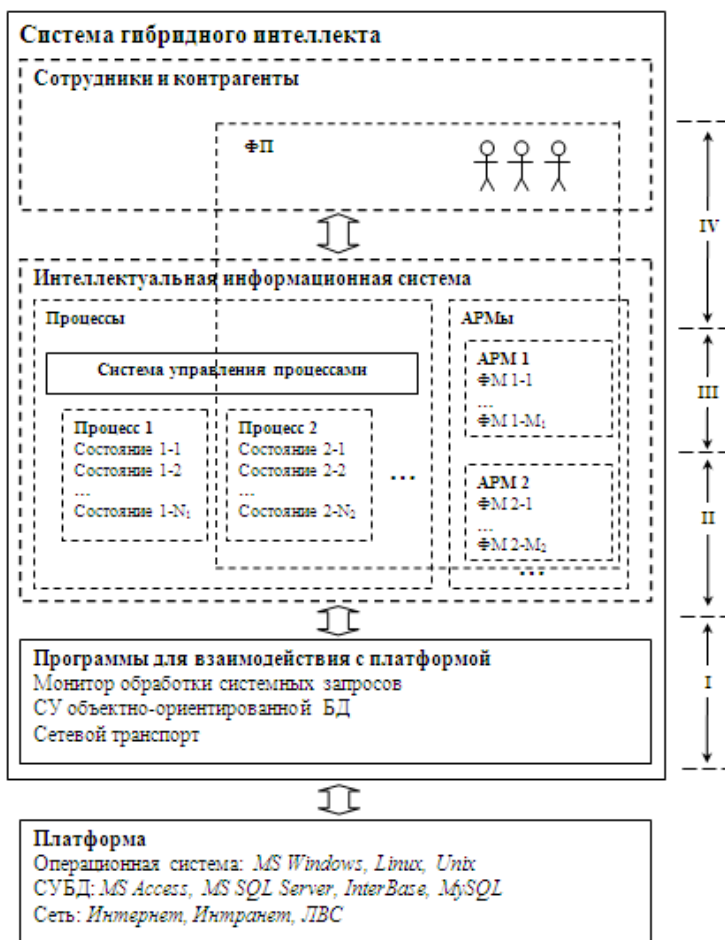 Система гибридного интеллекта
Сотрудники и контрагенты
ФП
IV
Интеллектуальная информационная система
Процессы
АРМы
Система управления процессами
АРМ 1
ФМ 1-1
...
ФМ 1-M₁
III
Процесс 1
Состояние 1-1
Состояние 1-2
...
Состояние 1-N₁
Процесс 2
Состояние 2-1
Состояние 2-2
...
Состояние 2-N₂
...
АРМ 2
ФМ 2-1
...
ФМ 2-M₂
...
II
Программы для взаимодействия с платформой
Монитор обработки системных запросов
СУ объектно-ориентированной БД
Сетевой транспорт
I
Платформа
Операционная система: MS Windows, Linux, Unix
СУБД: MS Access, MS SQL Server, InterBase, MySQL
Сеть: Интернет, Интранет, ЛВС